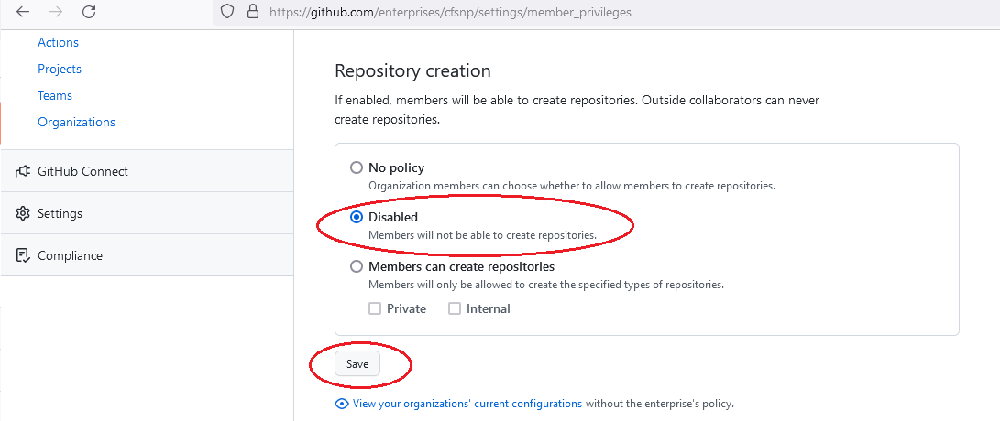 https://github.com/enterprises/cfsnp/settings/member_privileges
Actions
Projects
Teams
Organizations
GitHub Connect
Settings
Compliance
Repository creation
If enabled, members will be able to create repositories. Outside collaborators can never
create repositories.
No policy
Organization members can choose whether to allow members to create repositories.
Disabled
Members will not be able to create repositories.
Members can create repositories
Members will only be allowed to create the specified types of repositories.
Private Internal
Save
View your organizations' current configurations without the enterprise's policy.